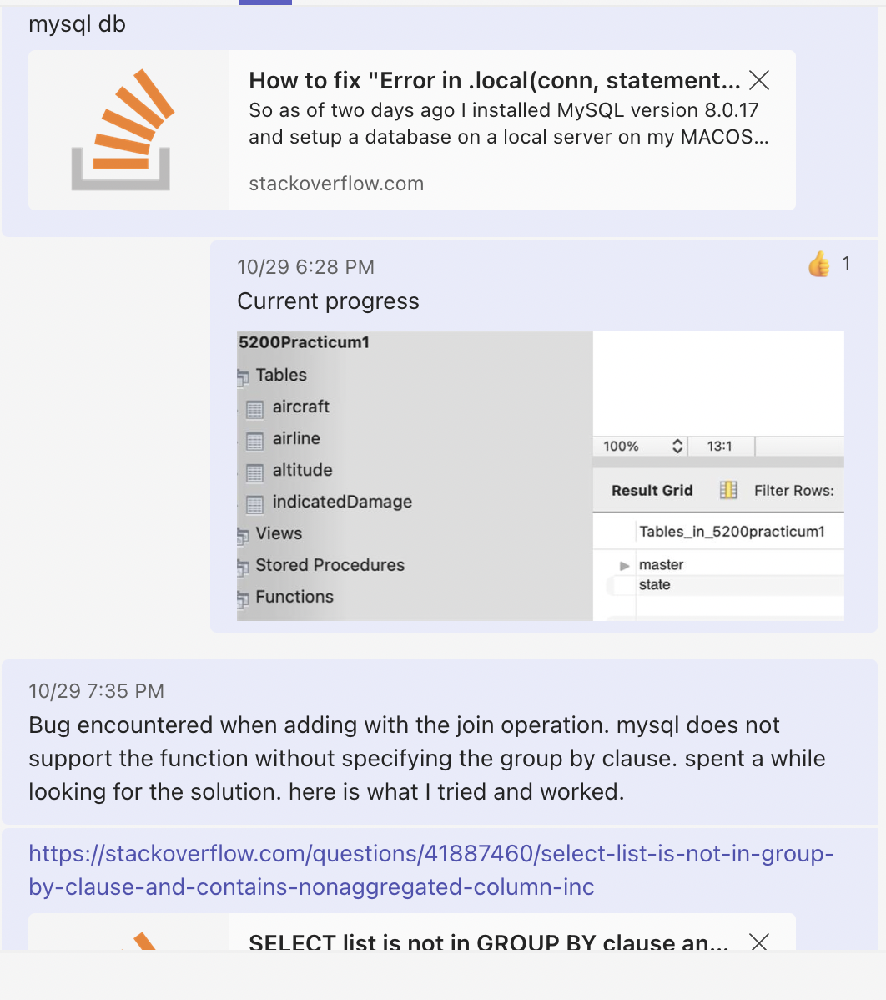 mysql db
How to fix "Error in .local(conn, statement...
So as of two days ago I installed MySQL version 8.0.17
and setup a database on a local server on my MACOS...
stackoverflow.com
10/29 6:28 PM
👍 1
Current progress
5200Practicum1
Tables
aircraft
airline
altitude
indicatedDamage
Views
Stored Procedures
Functions
100%
13:1
Result Grid
Filter Rows:
Tables_in_5200practicum1
master
state
10/29 7:35 PM
Bug encountered when adding with the join operation. mysql does not
support the function without specifying the group by clause. spent a while
looking for the solution. here is what I tried and worked.
https://stackoverflow.com/questions/41887460/select-list-is-not-in-group-
by-clause-and-contains-nonaggregated-column-inc
SELECT list is not in GROUP BY clause an...